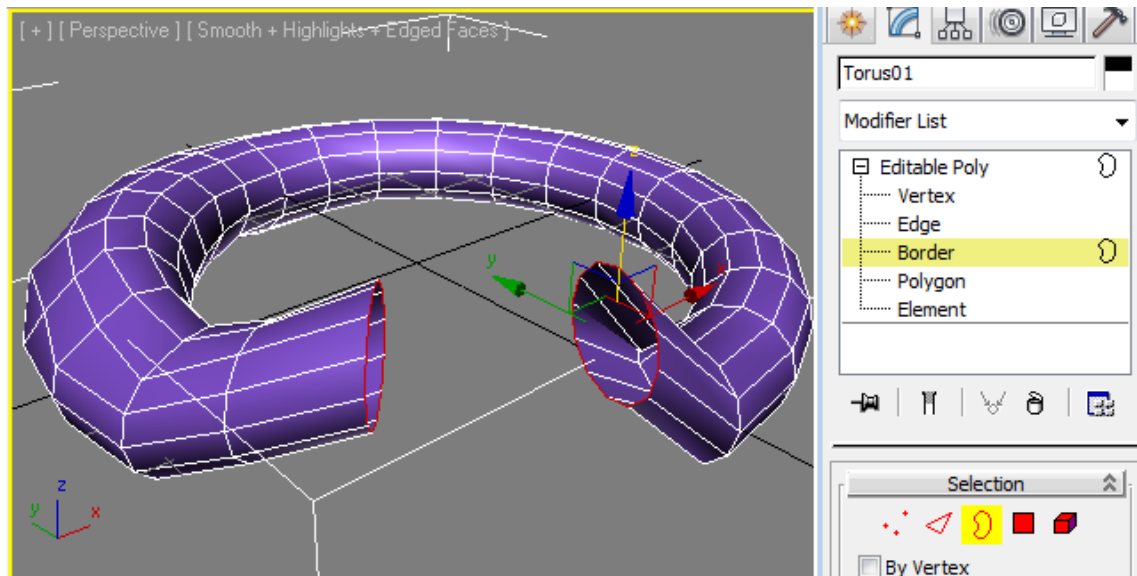 [ + ] [ Perspective ] [ Smooth + Highlights + Edged Faces ]
z
y
x
z
y
x
Torus01
Modifier List
Editable Poly
Vertex
Edge
Border
Polygon
Element
Selection
By Vertex